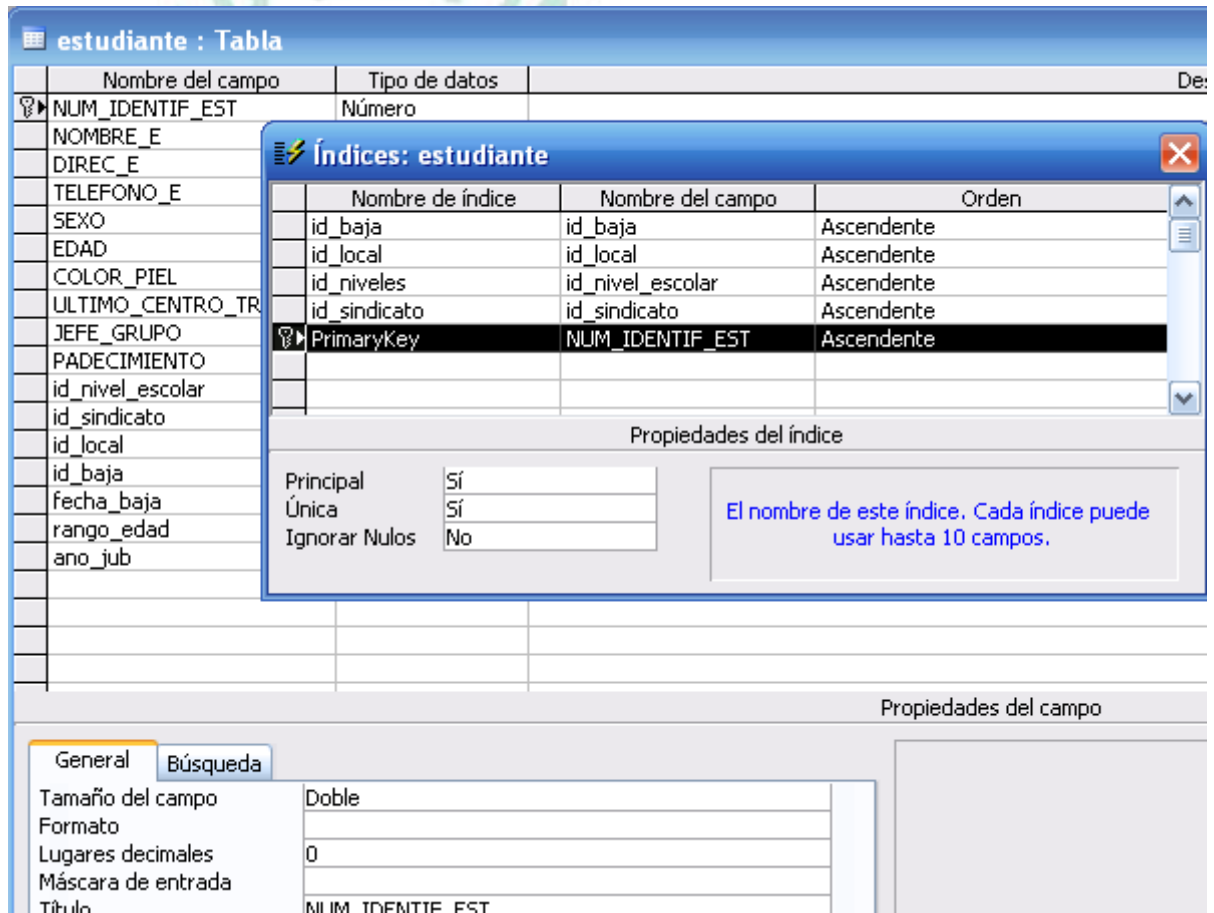 estudiante : Tabla
Nombre del campo Tipo de datos Des
NUM_IDENTIF_EST Número
NOMBRE_E
DIREC_E
TELEFONO_E
SEXO
EDAD
COLOR_PIEL
ULTIMO_CENTRO_TR
JEFE_GRUPO
PADECIMIENTO
id_nivel_escolar
id_sindicato
id_local
id_baja
fecha_baja
rango_edad
ano_jub
Índices: estudiante
Nombre de índice Nombre del campo Orden
id_baja id_baja Ascendente
id_local id_local Ascendente
id_niveles id_nivel_escolar Ascendente
id_sindicato id_sindicato Ascendente
PrimaryKey NUM_IDENTIF_EST Ascendente
Propiedades del índice
Principal Sí
Única Sí
Ignorar Nulos No
El nombre de este índice. Cada índice puede
usar hasta 10 campos.
Propiedades del campo
General Búsqueda
Tamaño del campo Doble
Formato
Lugares decimales 0
Máscara de entrada
Título NUM_IDENTIF_EST